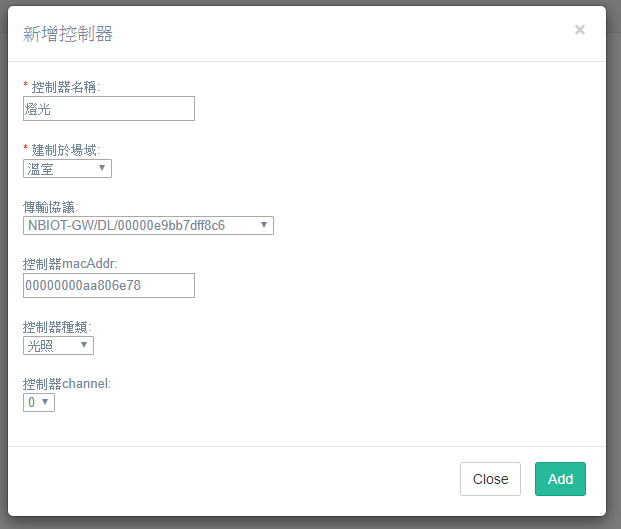 新增控制器
×
* 控制器名稱:
燈光
* 建制於場域:
溫室
傳輸協議:
NBIOT-GW/DL/00000e9bb7dff8c6
控制器macAddr:
00000000aa806e78
控制器種類:
光照
控制器channel:
0
Close Add